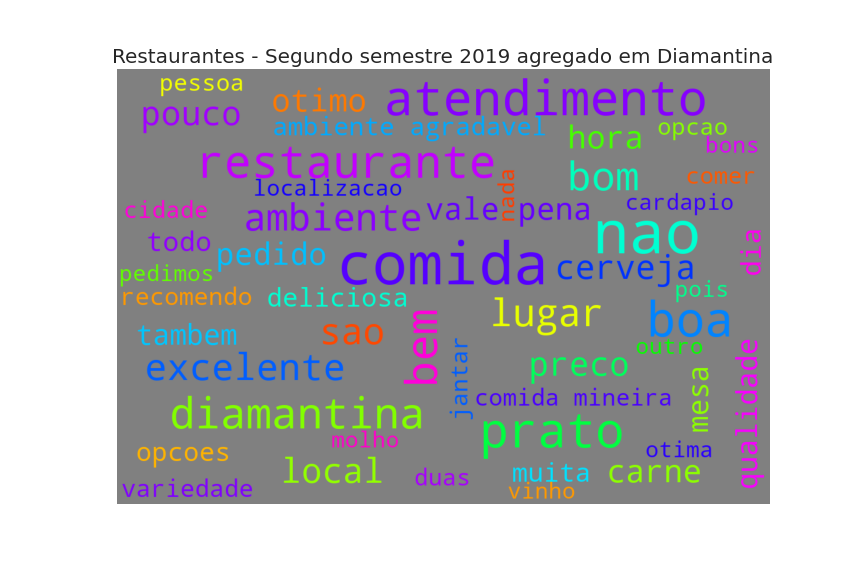 Restaurantes - Segundo semestre 2019 agregado em Diamantina
pessoa
otimo
atendimento
pouco
ambiente agradavel
hora
opcao
bons
restaurante
nada
bom
comer
localizacao
cidade
ambiente
vale pena
cardapio
nao
todo
pedido
comida
cerveja
dia
pedimos
recomendo
deliciosa
pois
lugar
boa
tambem
sao
bem
jantar
outro
excelente
preco
mesa
qualidade
comida mineira
diamantina
molho
prato
opcoes
otima
local
duas
muita
carne
variedade
vinho